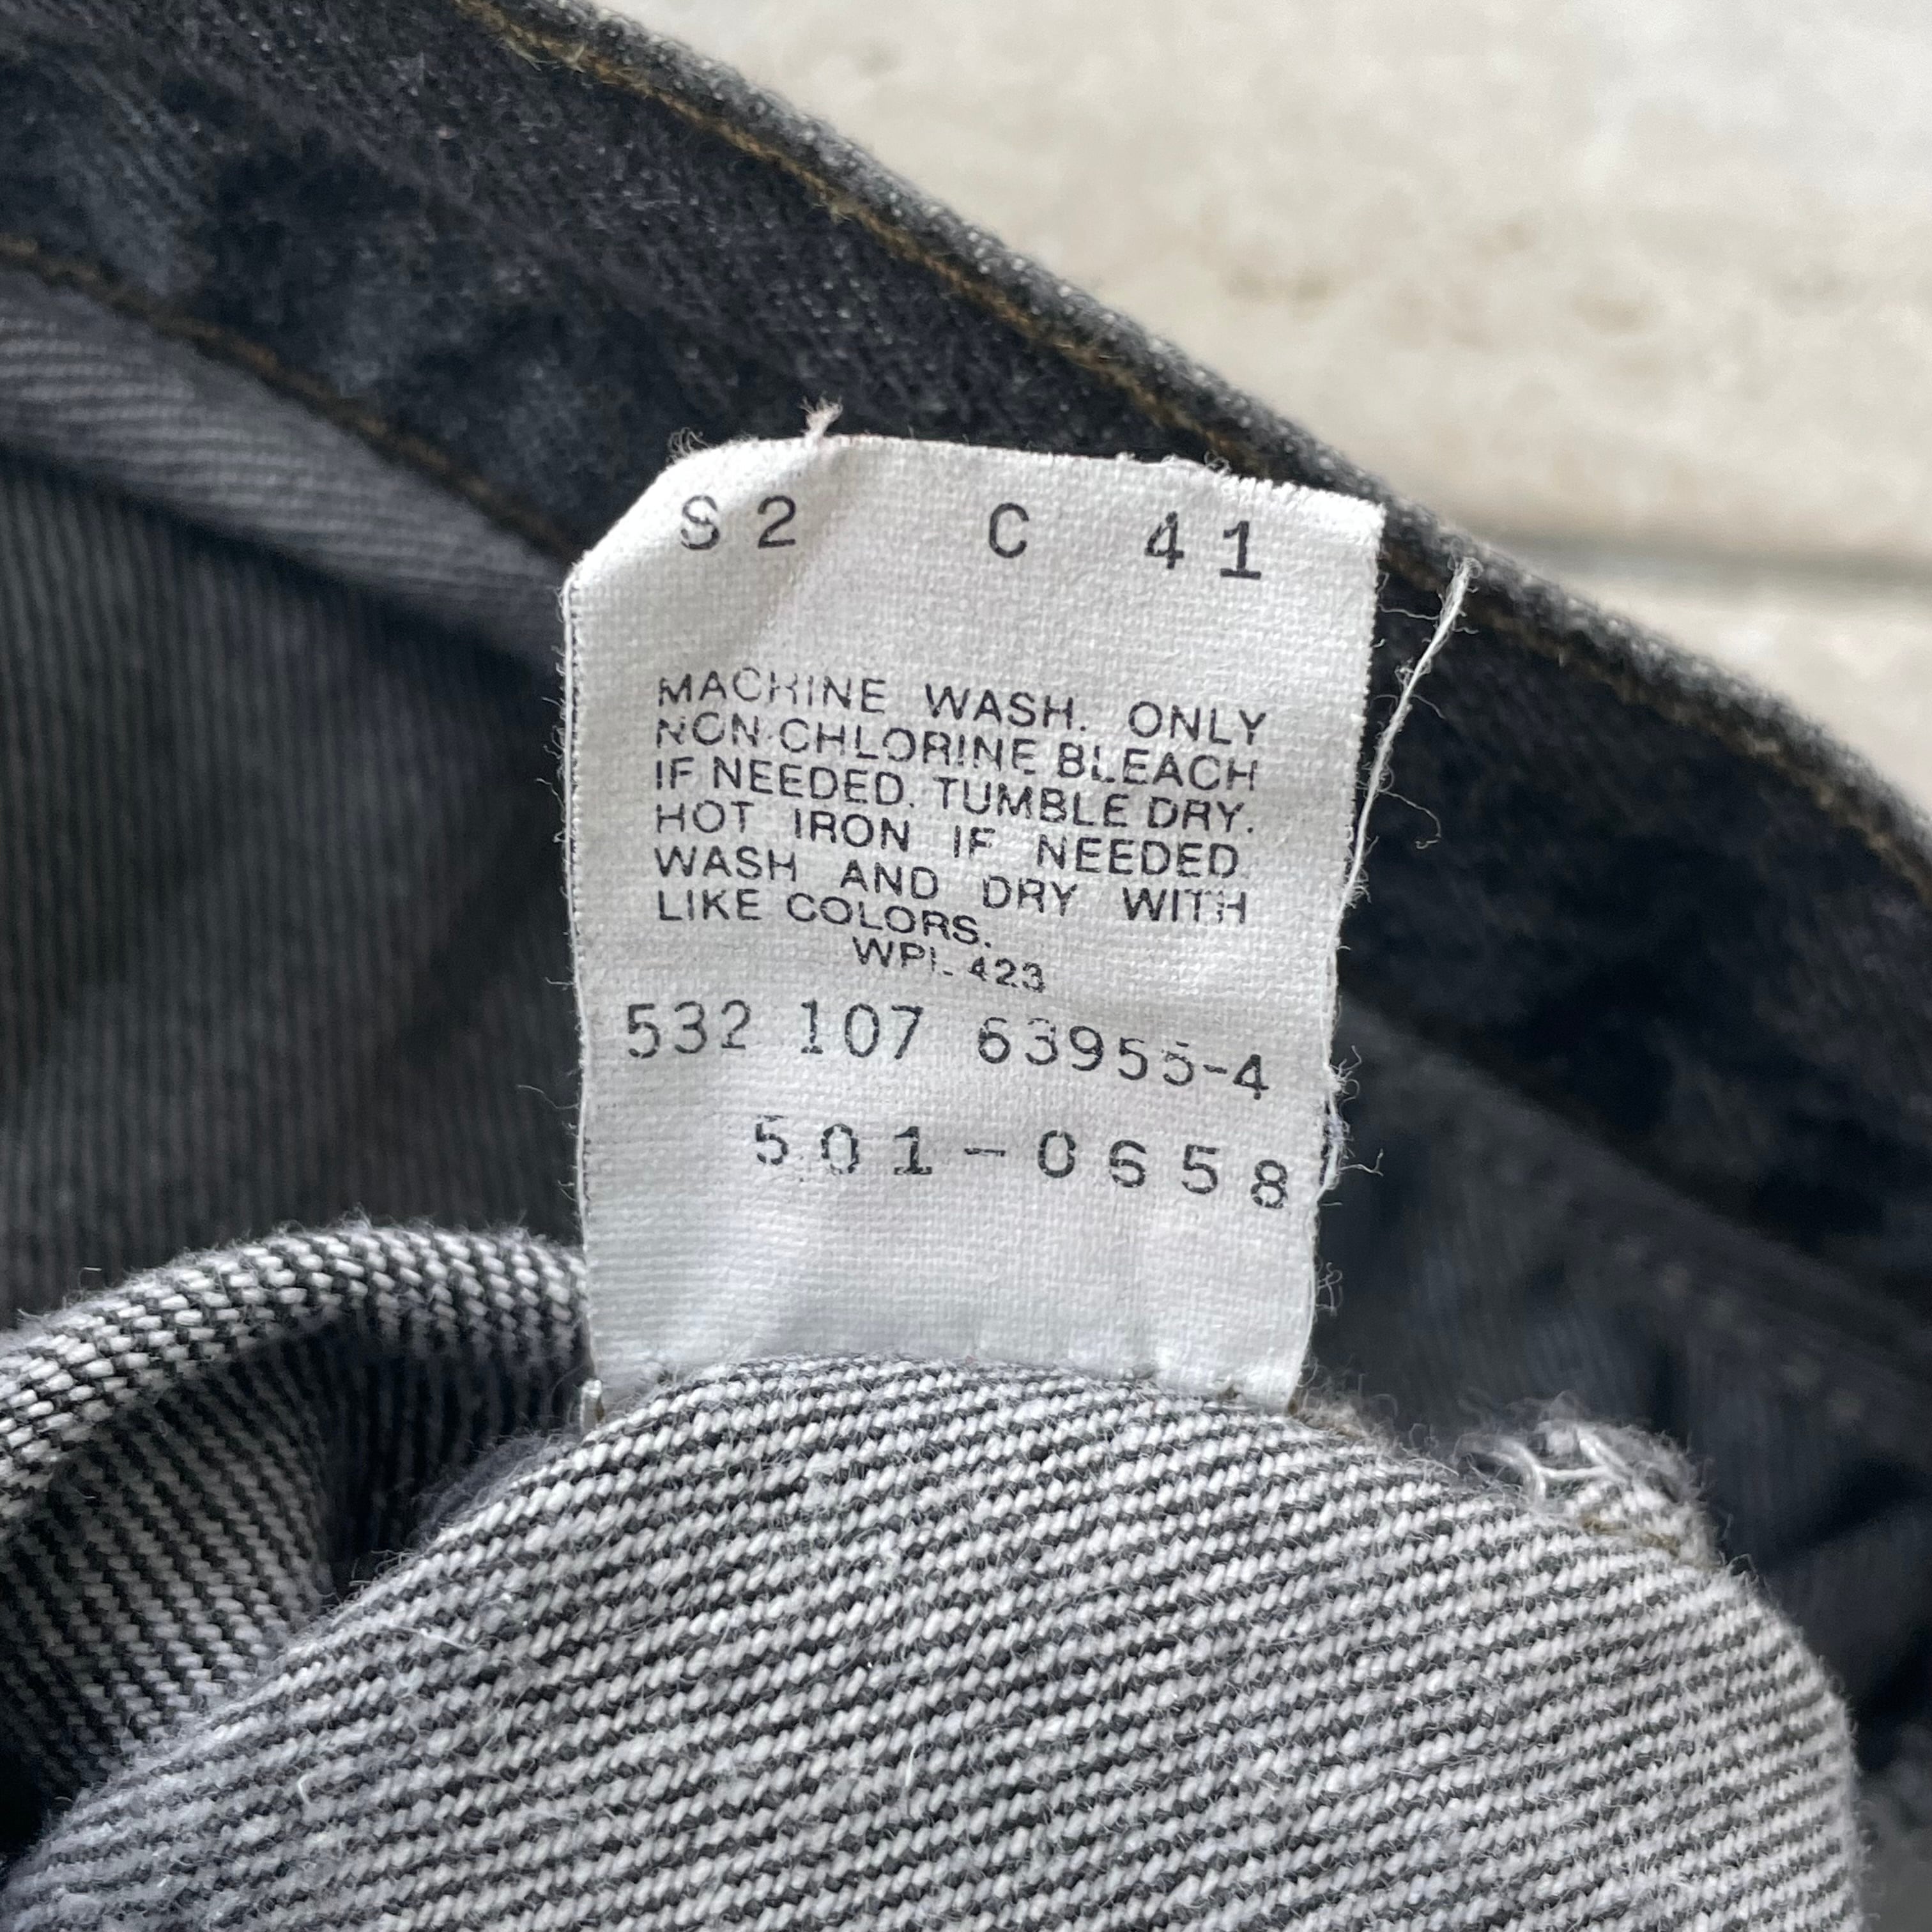 S2 C 41
MACHINE WASH. ONLY
NON-CHLORINE BLEACH
IF NEEDED. TUMBLE DRY.
HOT IRON IF NEEDED.
WASH AND DRY WITH
LIKE COLORS.
WPL 423
532 107 63955-4
501-0658